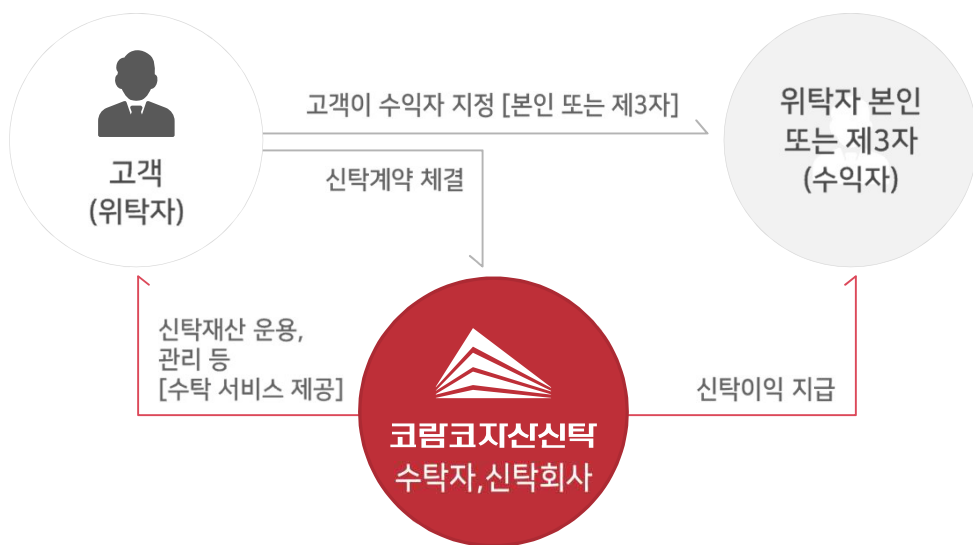 고객이 수익자 지정 [본인 또는 제3자]
신탁계약 체결
고객
(위탁자)
위탁자 본인
또는 제3자
(수익자)
신탁재산 운용,
관리 등
[수탁 서비스 제공]
신탁이익 지급
코람코자산신탁
수탁자,신탁회사